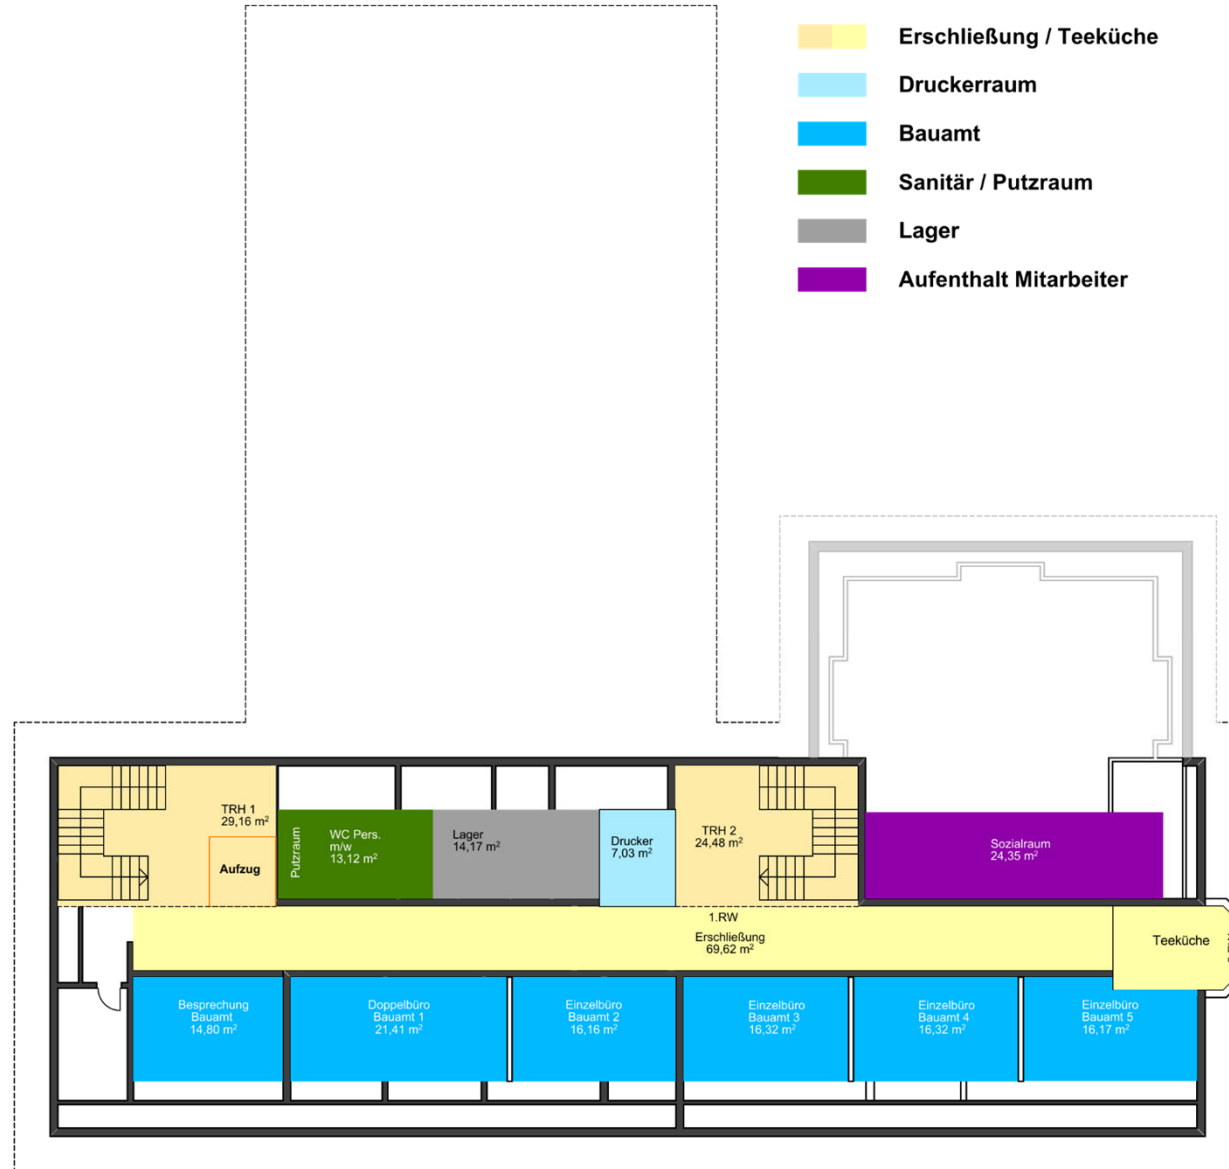 Erschließung / Teeküche
Druckerraum
Bauamt
Sanitär / Putzraum
Lager
Aufenthalt Mitarbeiter
TRH 1
29,16 m²
Aufzug
Putzraum
WC Pers.
m/w
13,12 m²
Lager
14,17 m²
Drucker
7,03 m²
TRH 2
24,48 m²
Sozialraum
24,35 m²
1.RW
Erschließung
69,62 m²
Teeküche
Besprechung
Bauamt
14,80 m²
Doppelbüro
Bauamt 1
21,41 m²
Einzelbüro
Bauamt 2
16,16 m²
Einzelbüro
Bauamt 3
16,32 m²
Einzelbüro
Bauamt 4
16,32 m²
Einzelbüro
Bauamt 5
16,17 m²